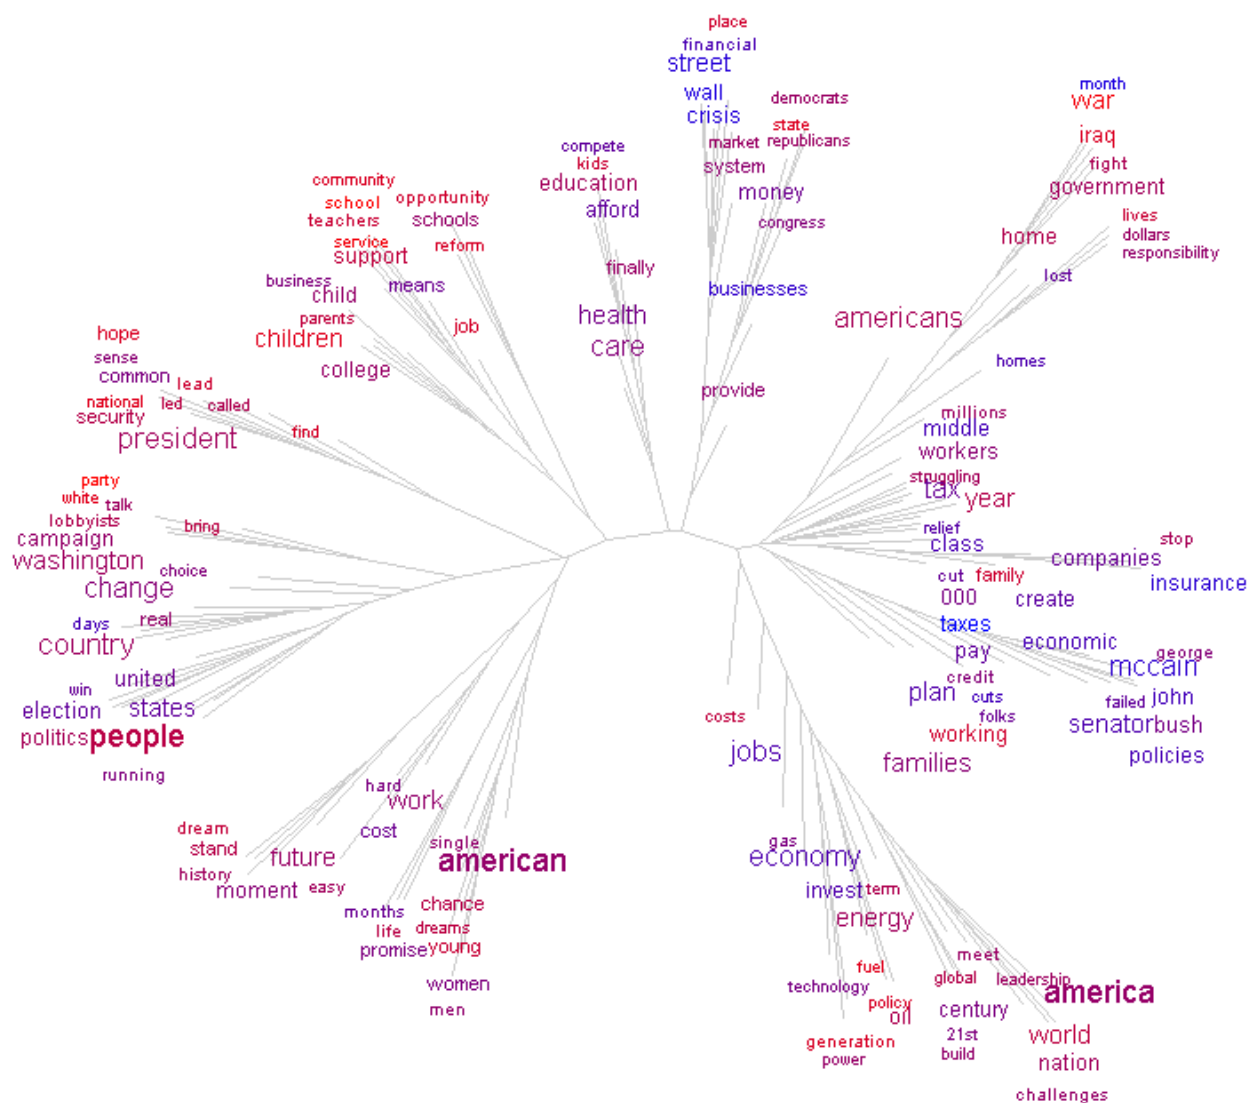 place
financial
street
wall
crisis
democrats
state
market republicans
system
money
congress
businesses
provide
month
war
iraq
fight
government
lives
home
dollars
responsibility
lost
americans
homes
compete
kids
education
afford
finally
health
care
community
school
opportunity
teachers
schools
service
reform
support
business
means
child
parents
children
job
college
hope
sense
common
lead
national
led
called
security
president
find
party
white
talk
lobbyists
bring
campaign
washington
choice
change
days
real
country
united
win
election
states
politics
people
running
millions
middle
workers
struggling
tax
year
relief
class
stop
companies
insurance
cut
family
000
create
taxes
economic
pay
george
mccain
credit
plan
cuts
failed
john
folks
senator
bush
working
policies
families
costs
jobs
hard
work
cost
dream
stand
single
future
american
history
moment
easy
months
chance
life
dreams
promise
young
women
men
gas
economy
invest
term
energy
meet
fuel
global
leadership
technology
america
policy
century
oil
21st
world
generation
build
power
nation
challenges